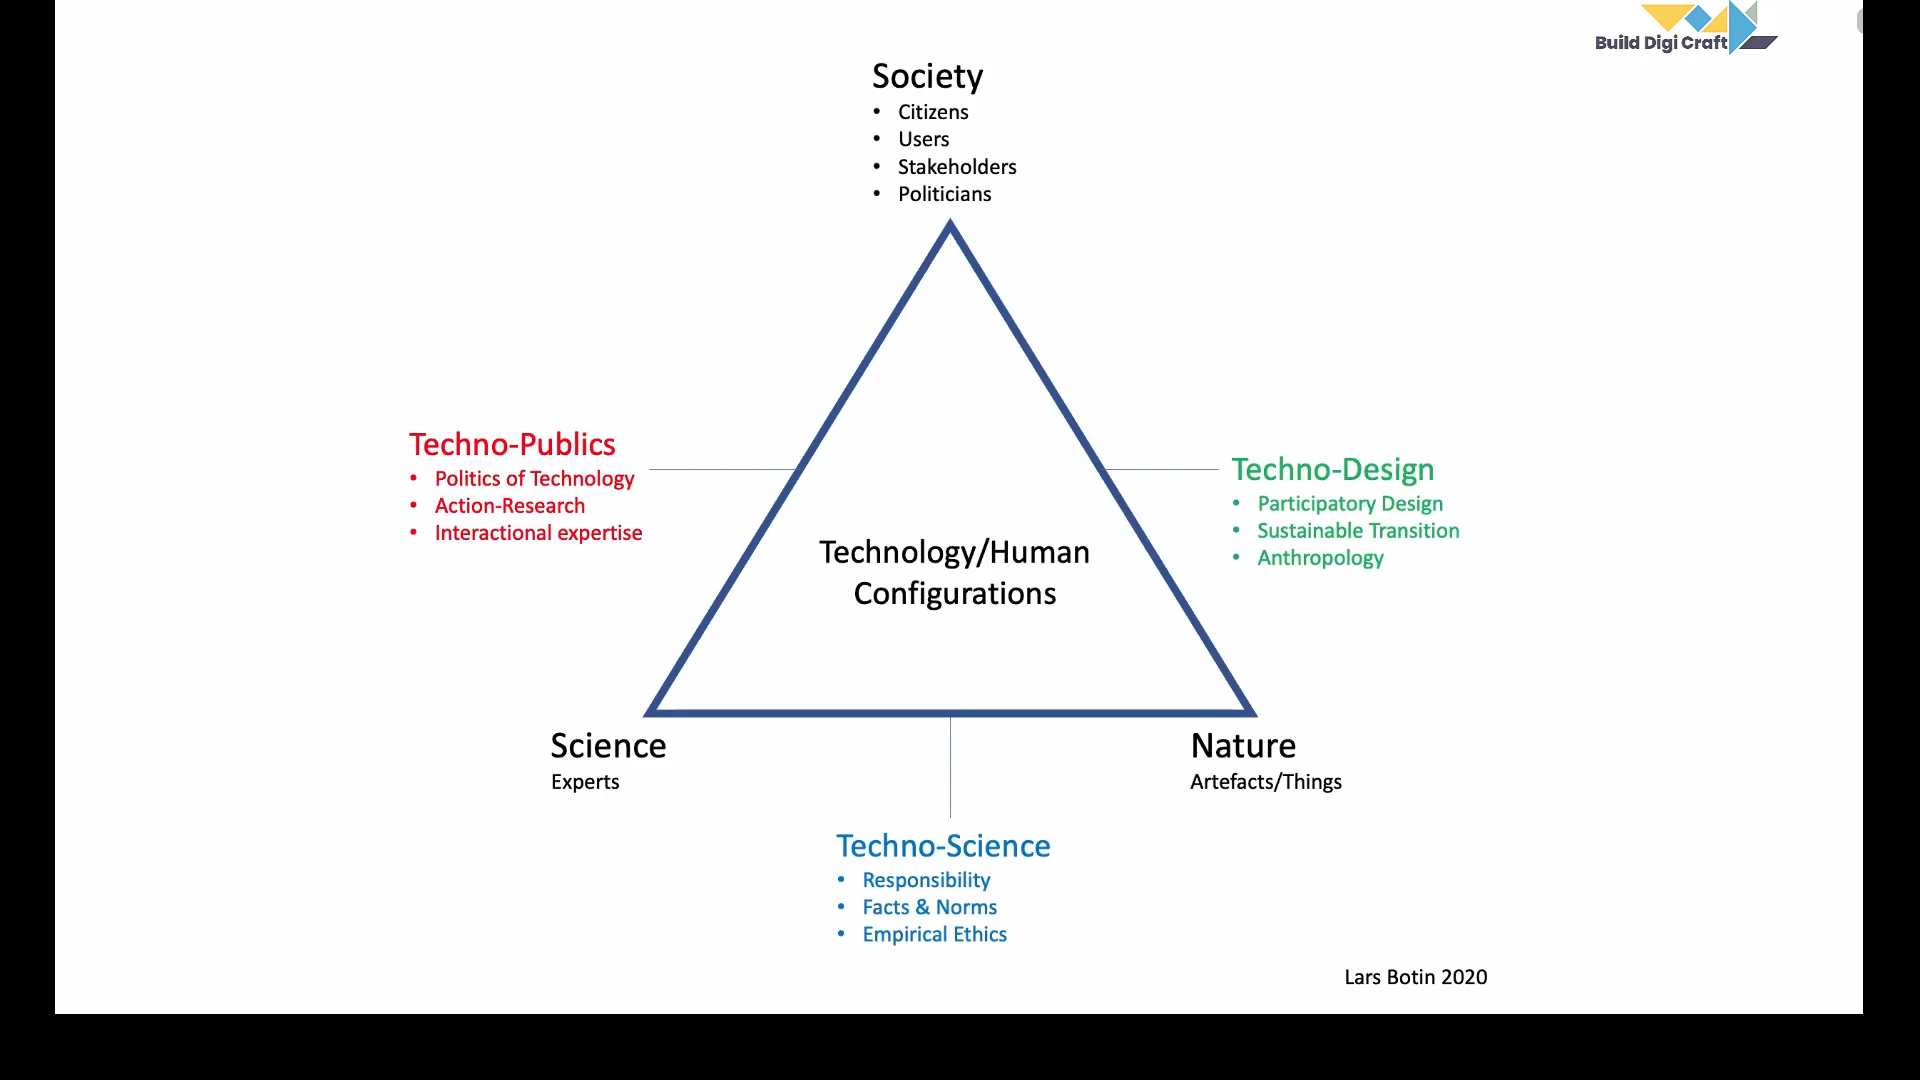 Build Digi Craft
Society
• Citizens
• Users
• Stakeholders
• Politicians
Techno-Publics
• Politics of Technology
• Action-Research
• Interactional expertise
Techno-Design
• Participatory Design
• Sustainable Transition
• Anthropology
Technology/Human
Configurations
Science
Experts
Nature
Artefacts/Things
Techno-Science
• Responsibility
• Facts & Norms
• Empirical Ethics
Lars Botin 2020